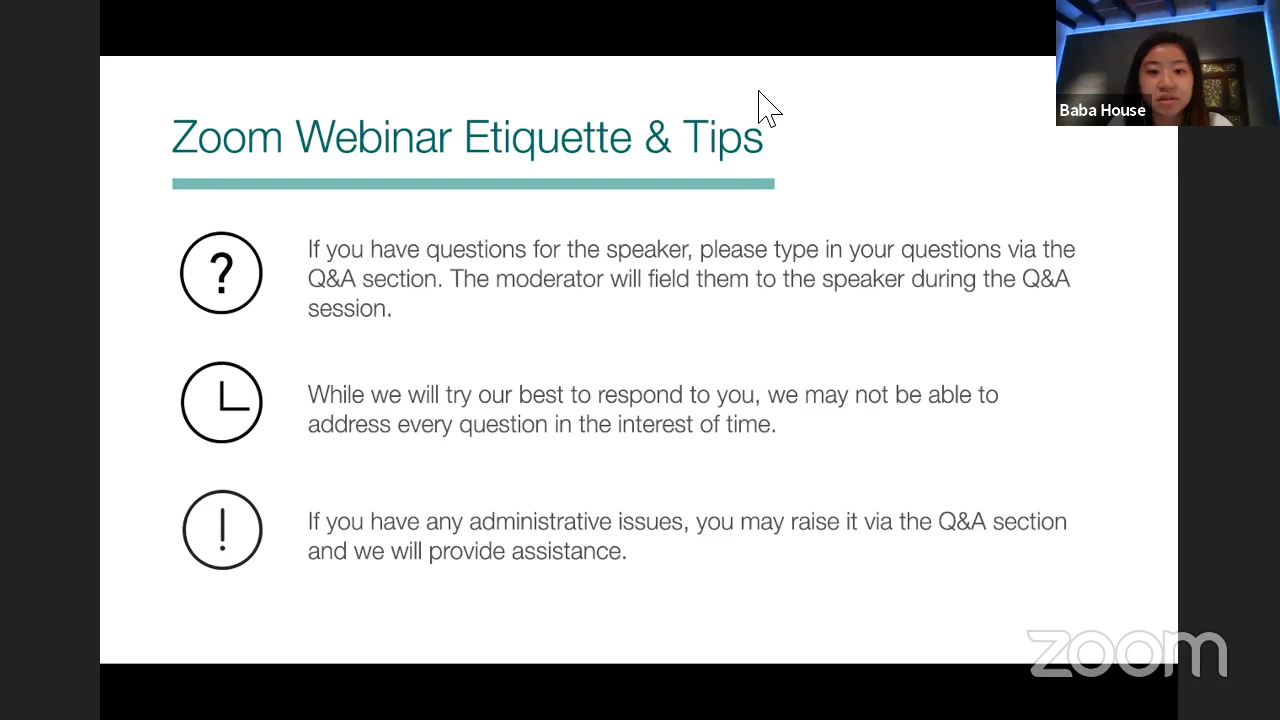 Baba House
Zoom Webinar Etiquette & Tips
?
If you have questions for the speaker, please type in your questions via the
Q&A section. The moderator will field them to the speaker during the Q&A
session.
While we will try our best to respond to you, we may not be able to
address every question in the interest of time.
!
If you have any administrative issues, you may raise it via the Q&A section
and we will provide assistance.
zoom